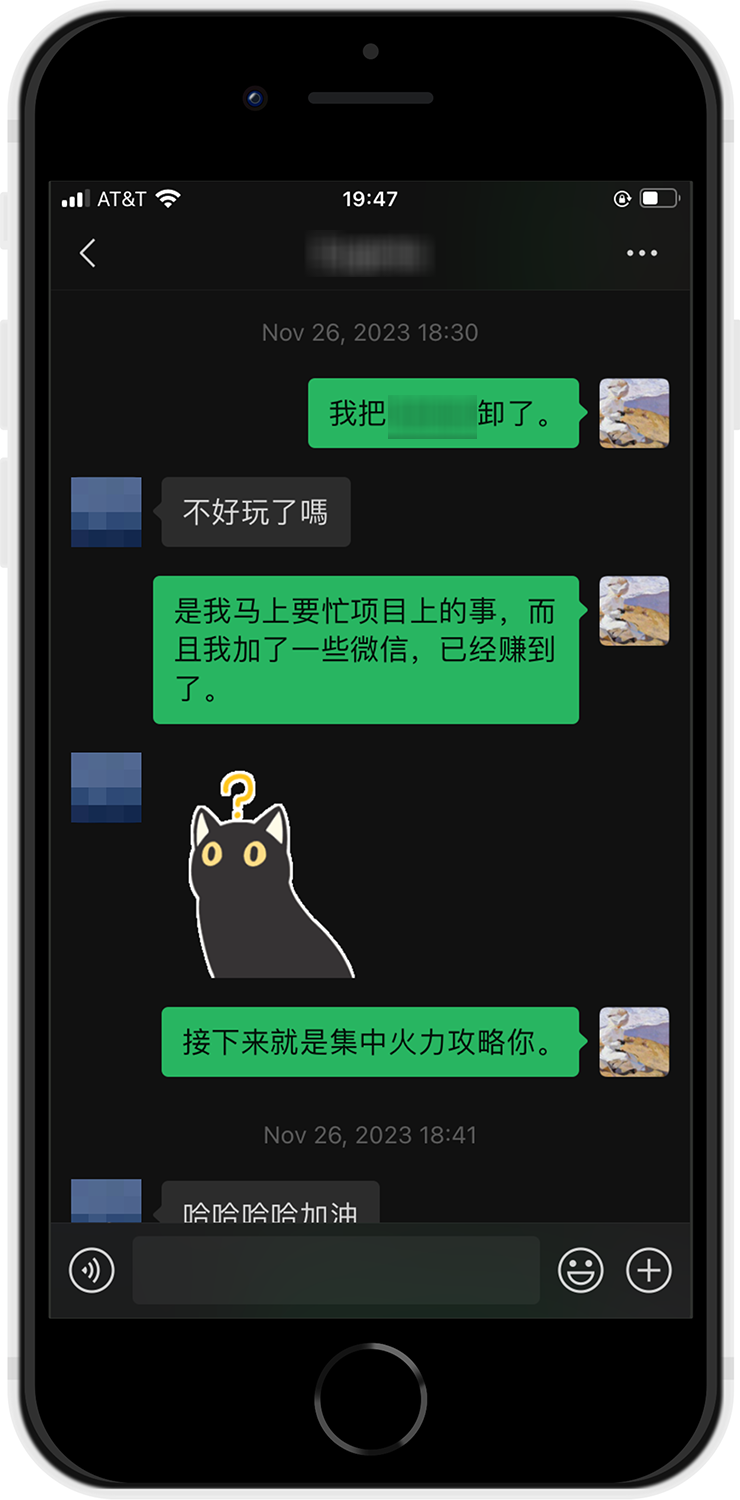 AT&T 19:47
Nov 26, 2023 18:30
我把 卸了。
不好玩了嗎
是我马上要忙项目上的事，而
且我加了一些微信，已经赚到
了。
?
接下来就是集中火力攻略你。
Nov 26, 2023 18:41
哈哈哈哈加油